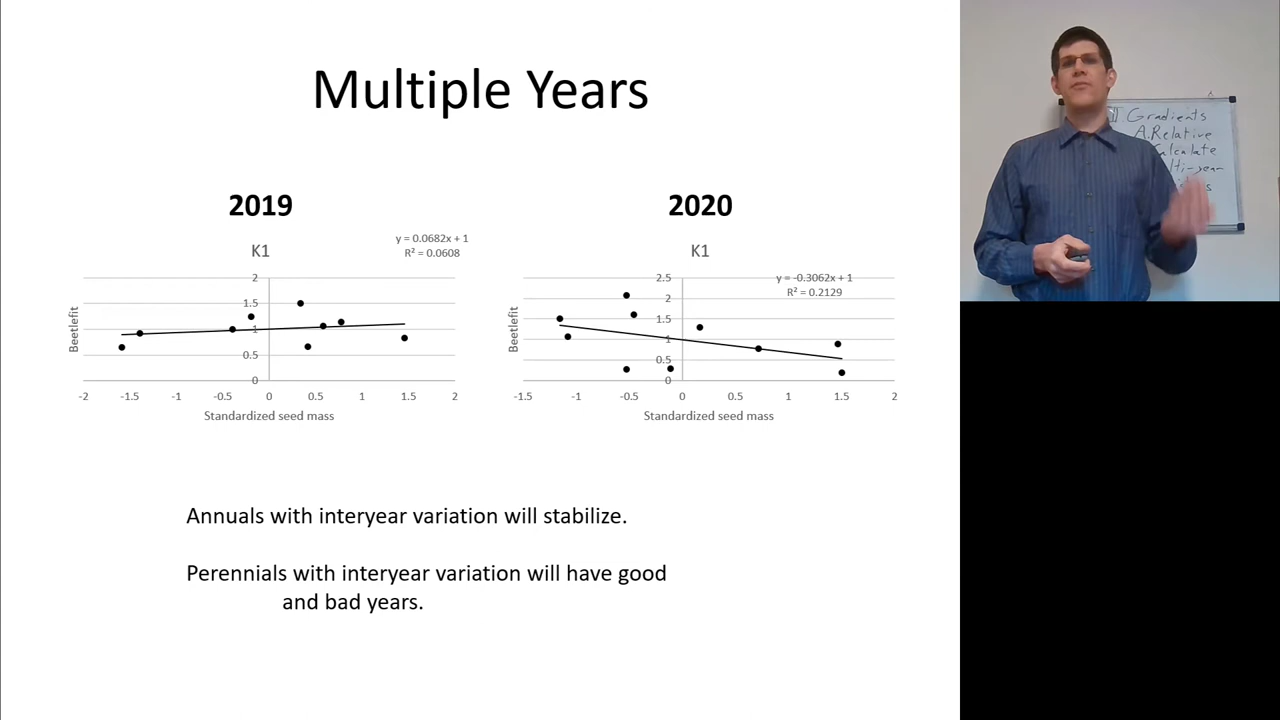 Multiple Years
2019
K1
y = 0.0682x + 1
R² = 0.0608
2
1.5
1
0.5
0
Beetlefit
-2 -1.5 -1 -0.5 0 0.5 1 1.5 2
Standardized seed mass
2020
K1
y = -0.3062x + 1
R² = 0.2129
2.5
2
1.5
1
0.5
0
Beetlefit
-1.5 -1 -0.5 0 0.5 1 1.5 2
Standardized seed mass
Annuals with interyear variation will stabilize.
Perennials with interyear variation will have good
and bad years.
Gradients
A. Relative
Calculate